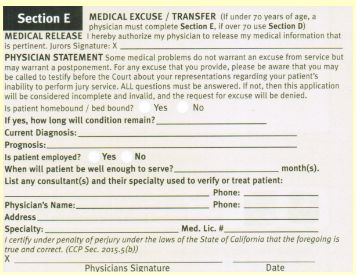 Section E MEDICAL EXCUSE / TRANSFER (If under 70 years of age, a
physician must complete Section E, if over 70 use Section D)
MEDICAL RELEASE I hereby authorize my physician to release my medical information that
is pertinent. Jurors Signature: X
PHYSICIAN STATEMENT Some medical problems do not warrant an excuse from service but
may warrant a postponement. For any excuse that you provide, please be aware that you may
be called to testify before the Court about your representations regarding your patient's
inability to perform jury service. ALL questions must be answered. If not, then this application
will be considered incomplete and invalid, and the request for excuse will be denied.
Is patient homebound / bed bound? Yes No
If yes, how long will condition remain?
Current Diagnosis:
Prognosis:
Is patient employed? Yes No
When will patient be well enough to serve? month(s).
List any consultant(s) and their specialty used to verify or treat patient:
Phone:
Physician's Name: Phone:
Address
Specialty: Med. Lic. #
I certify under penalty of perjury under the laws of the State of California that the foregoing is
true and correct. (CCP Sec. 2015.5(b))
X
Physicians Signature Date